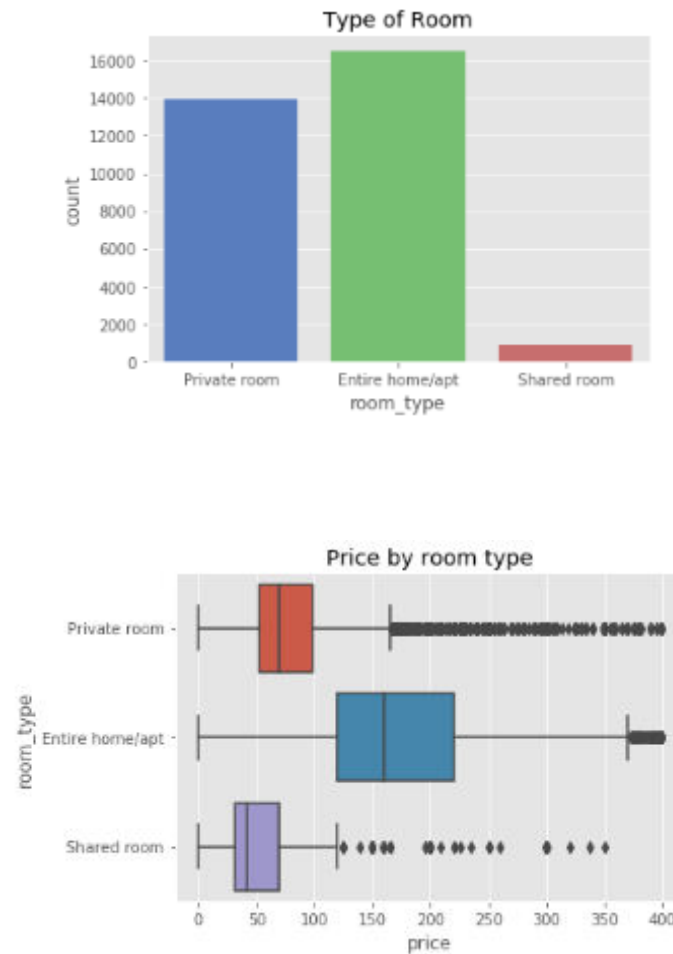 Type of Room
16000
14000
12000
10000
8000
6000
4000
2000
0
count
Private room Entire home/apt Shared room
room_type
Price by room type
Private room
Entire home/apt
Shared room
room_type
0 50 100 150 200 250 300 350 400
price